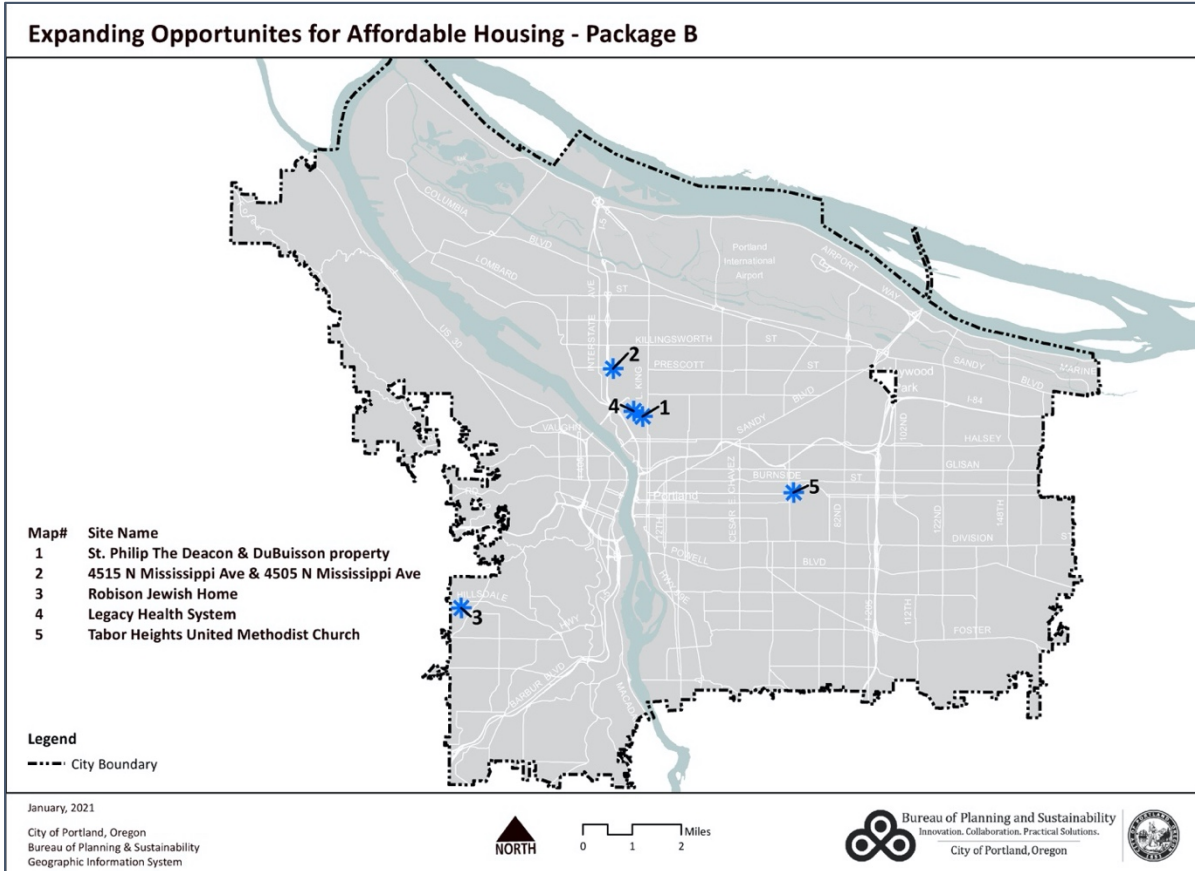 Expanding Opportunites for Affordable Housing - Package B
COLUMBIA
BLVD
I-5
LOMBARD
ST
INTERSTATE AVE
Portland
International
Airport
AIRPORT
WAY
US 30
KILLINGSWORTH
ST
PRESCOTT
ST
KING
2
SANDY
BLVD
MARINE
4
1
VAUGHN
SANDY
BLVD
102ND
I-84
HALSEY
GLISAN
BURNSIDE
ST
CESAR
CHAVEZ
Portland
12TH
5
82ND
122ND
148TH
DIVISION
POWELL
BLVD
I-205
112TH
FOSTER
HILLSDALE
HWY
3
BARBUR BLVD
Map# Site Name
1 St. Philip The Deacon & DuBuisson property
2 4515 N Mississippi Ave & 4505 N Mississippi Ave
3 Robison Jewish Home
4 Legacy Health System
5 Tabor Heights United Methodist Church
Legend
City Boundary
January, 2021
City of Portland, Oregon
Bureau of Planning & Sustainability
Geographic Information System
NORTH
Miles
0 1 2
Bureau of Planning and Sustainability
Innovation. Collaboration. Practical Solutions.
City of Portland, Oregon